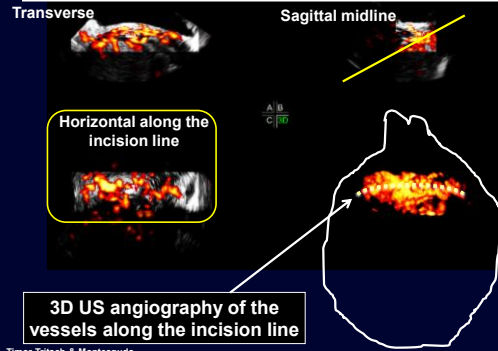 Transverse
Sagittal midline
A B
C 3D
Horizontal along the
incision line
3D US angiography of the
vessels along the incision line